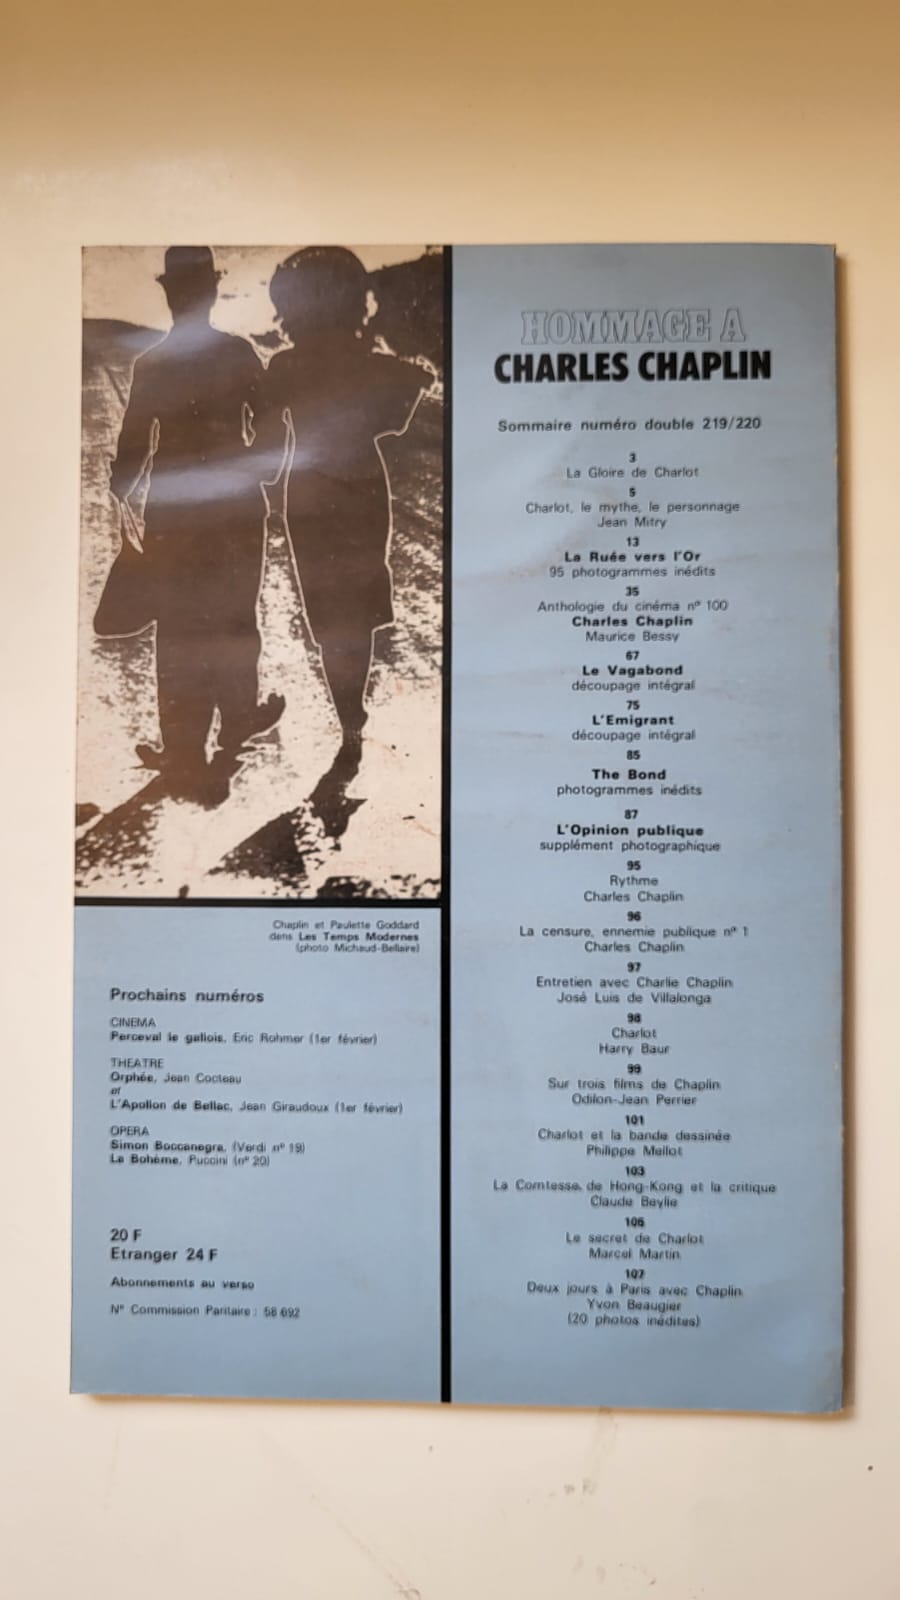 HOMMAGE A
CHARLES CHAPLIN
Sommaire numéro double 219/220
3
La Gloire de Charlot
5
Charlot, le mythe, le personnage
Jean Mitry
13
La Ruée vers l'Or
95 photogrammes inédits
35
Anthologie du cinéma nº 100
Charles Chaplin
Maurice Bessy
67
Le Vagabond
découpage intégral
75
L'Emigrant
découpage intégral
85
The Bond
photogrammes inédits
87
L'Opinion publique
supplément photographique
95
Rythme
Charles Chaplin
96
La censure, ennemie publique nº 1
Charles Chaplin
97
Entretien avec Charlie Chaplin
José Luis de Villalonga
98
Charlot
Harry Baur
99
Sur trois films de Chaplin
Odilon-Jean Perrier
101
Charlot et la bande dessinée
Philippe Mellot
103
La Comtesse de Hong-Kong et la critique
Claude Beylie
106
Le secret de Charlot
Marcel Martin
107
Deux jours à Paris avec Chaplin
Yvon Beaugier
(20 photos inédites)
Chaplin et Paulette Goddard
dans Les Temps Modernes
(photo Michaud-Bellaire)
Prochains numéros
CINEMA
Perceval le gallois, Eric Rohmer (1er février)
THEATRE
Orphée, Jean Cocteau
et
L'Apollon de Bellac, Jean Giraudoux (1er février)
OPERA
Simon Boccanegra, (Verdi nº 19)
La Bohème, Puccini (nº 20)
20 F
Etranger 24 F
Abonnements au verso
Nº Commission Paritaire : 58 692